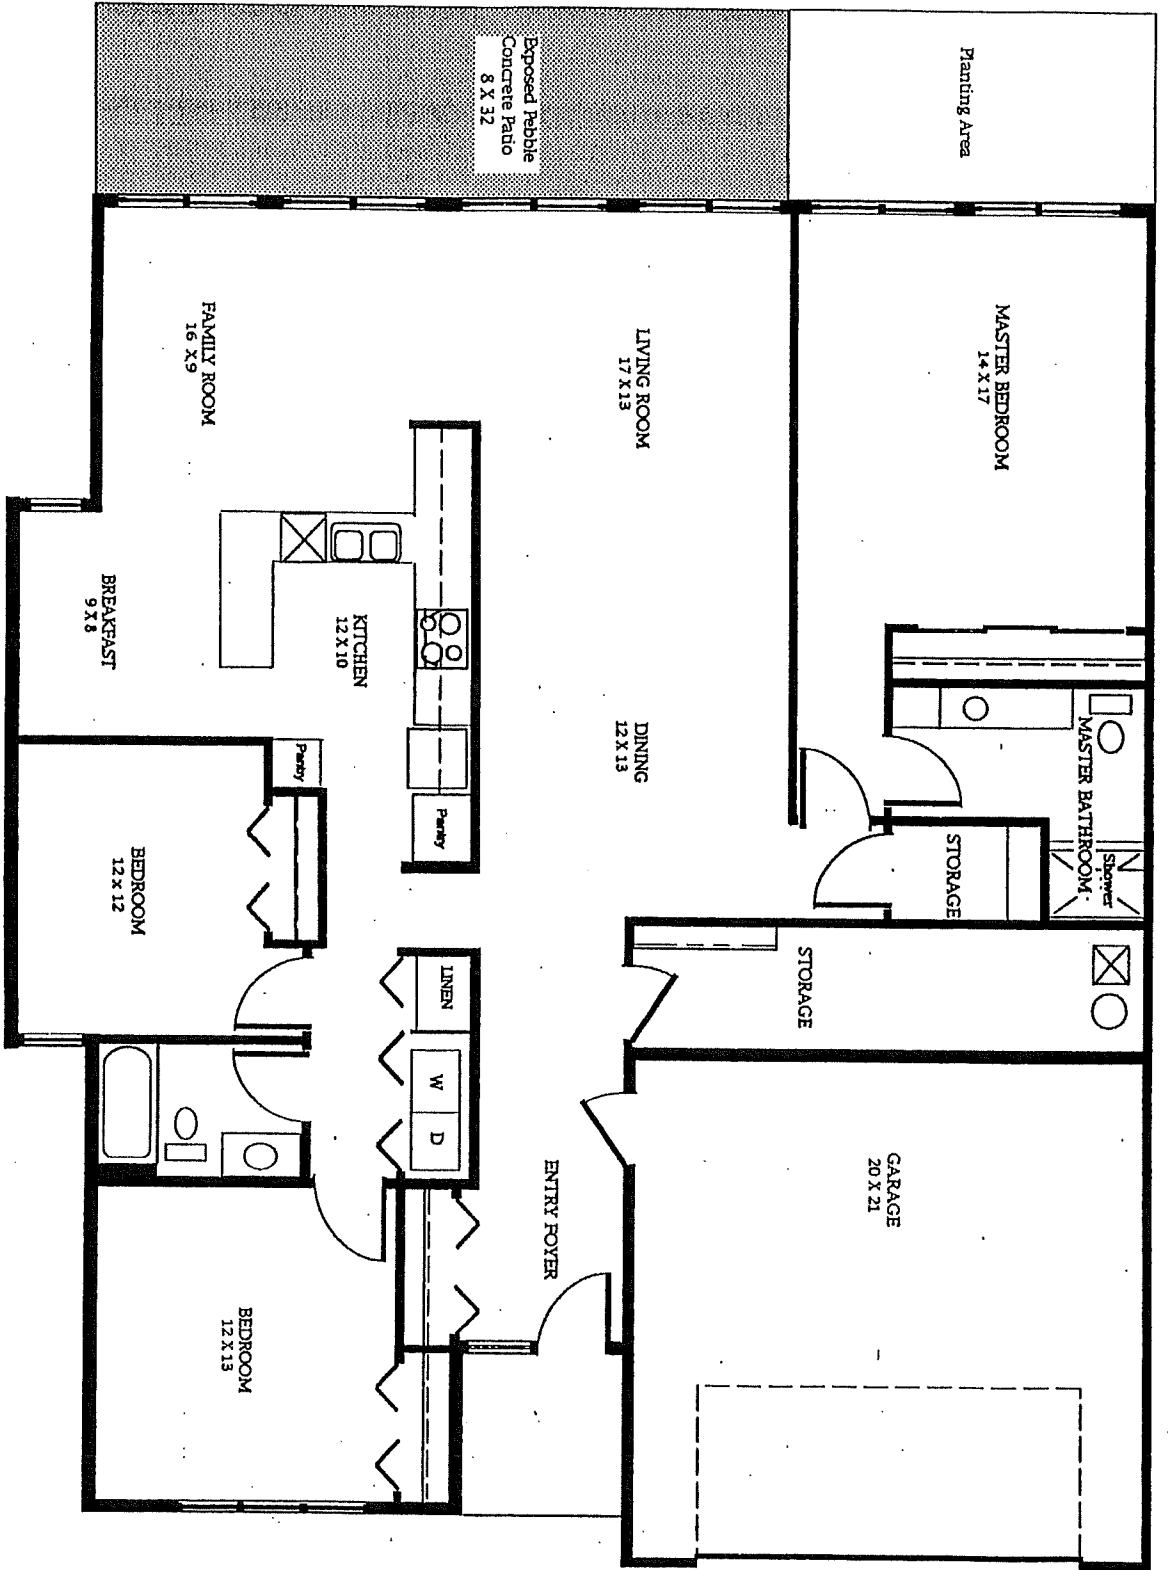 Planting Area
Exposed Pebble
Concrete Patio
8 X 32
MASTER BEDROOM
14 X 17
LIVING ROOM
17 X 13
FAMILY ROOM
16 X 9
MASTER BATHROOM
Shower
STORAGE
DINING
12 X 13
KITCHEN
12 X 10
BREAKFAST
9 X 8
Pantry
Pantry
STORAGE
LINEN
BEDROOM
12 x 12
W
D
GARAGE
20 X 21
ENTRY FOYER
BEDROOM
12 X 13